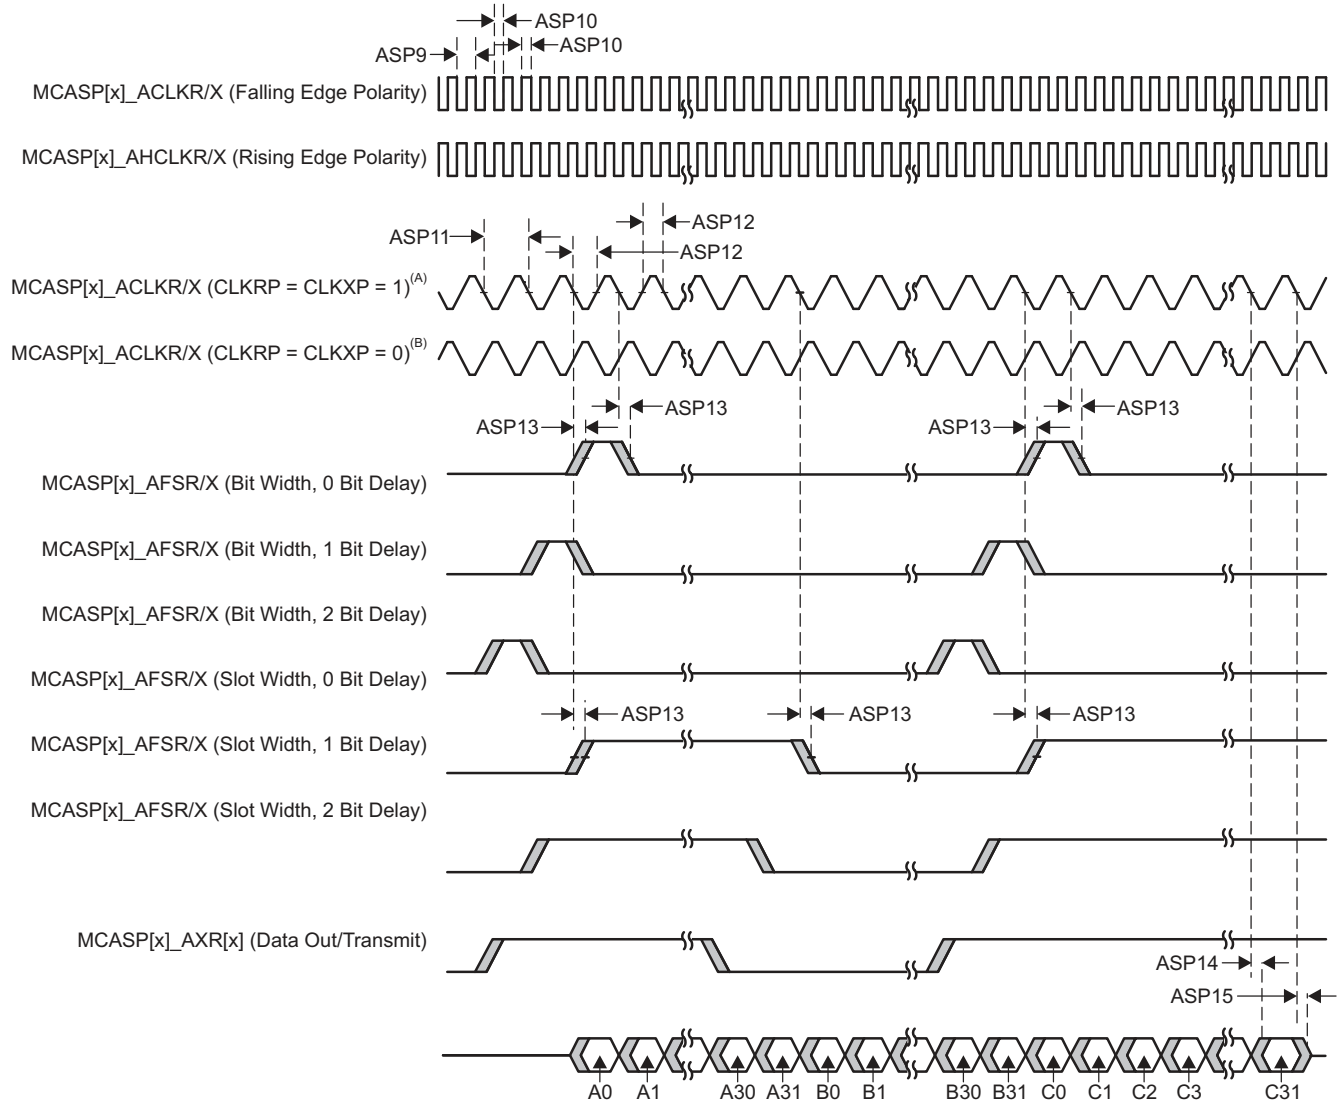 ASP10
ASP10
ASP9
MCASP[x]_ACLKR/X (Falling Edge Polarity)
MCASP[x]_AHCLKR/X (Rising Edge Polarity)
ASP12
ASP11
ASP12
MCASP[x]_ACLKR/X (CLKRP = CLKXP = 1)(A)
MCASP[x]_ACLKR/X (CLKRP = CLKXP = 0)(B)
ASP13 ASP13
ASP13 ASP13
MCASP[x]_AFSR/X (Bit Width, 0 Bit Delay)
MCASP[x]_AFSR/X (Bit Width, 1 Bit Delay)
MCASP[x]_AFSR/X (Bit Width, 2 Bit Delay)
MCASP[x]_AFSR/X (Slot Width, 0 Bit Delay)
ASP13 ASP13 ASP13
MCASP[x]_AFSR/X (Slot Width, 1 Bit Delay)
MCASP[x]_AFSR/X (Slot Width, 2 Bit Delay)
MCASP[x]_AXR[x] (Data Out/Transmit)
ASP14
ASP15
A0 A1 A30 A31 B0 B1 B30 B31 C0 C1 C2 C3 C31